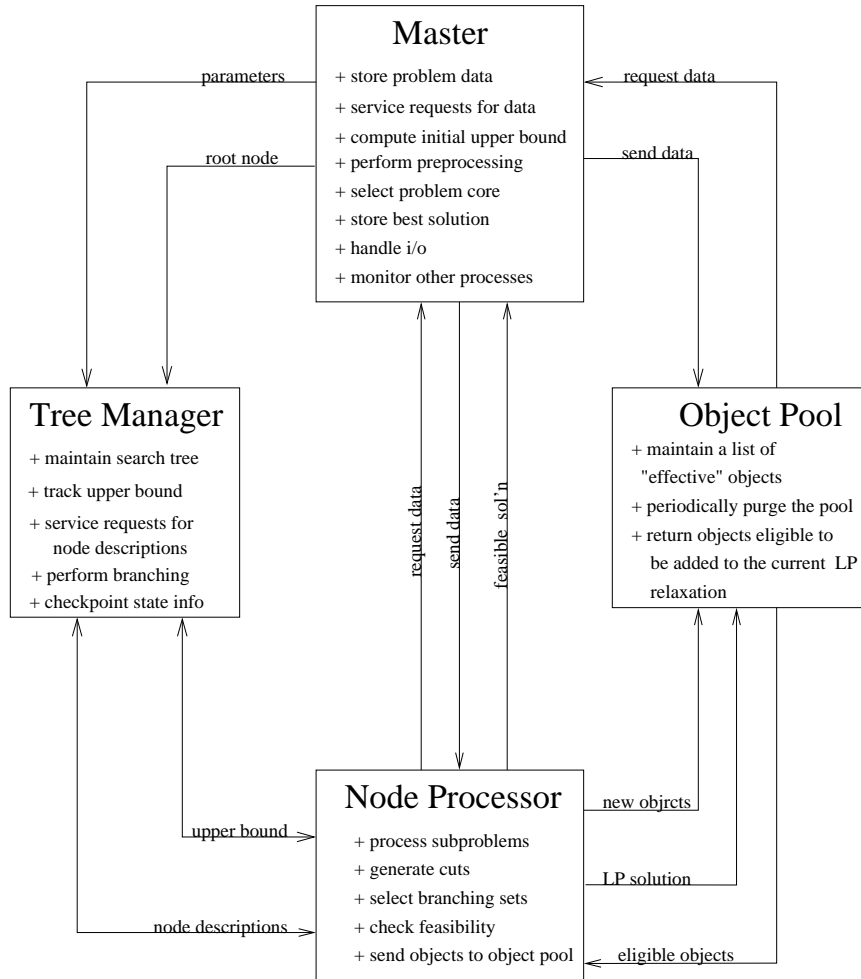 Master
+ store problem data
+ service requests for data
+ compute initial upper bound
+ perform preprocessing
+ select problem core
+ store best solution
+ handle i/o
+ monitor other processes
parameters
root node
request data
send data
Tree Manager
+ maintain search tree
+ track upper bound
+ service requests for
node descriptions
+ perform branching
+ checkpoint state info
request data
send data
feasible sol'n
Object Pool
+ maintain a list of
"effective" objects
+ periodically purge the pool
+ return objects eligible to
be added to the current LP
relaxation
upper bound
node descriptions
Node Processor
+ process subproblems
+ generate cuts
+ select branching sets
+ check feasibility
+ send objects to object pool
new objrcts
LP solution
eligible objects